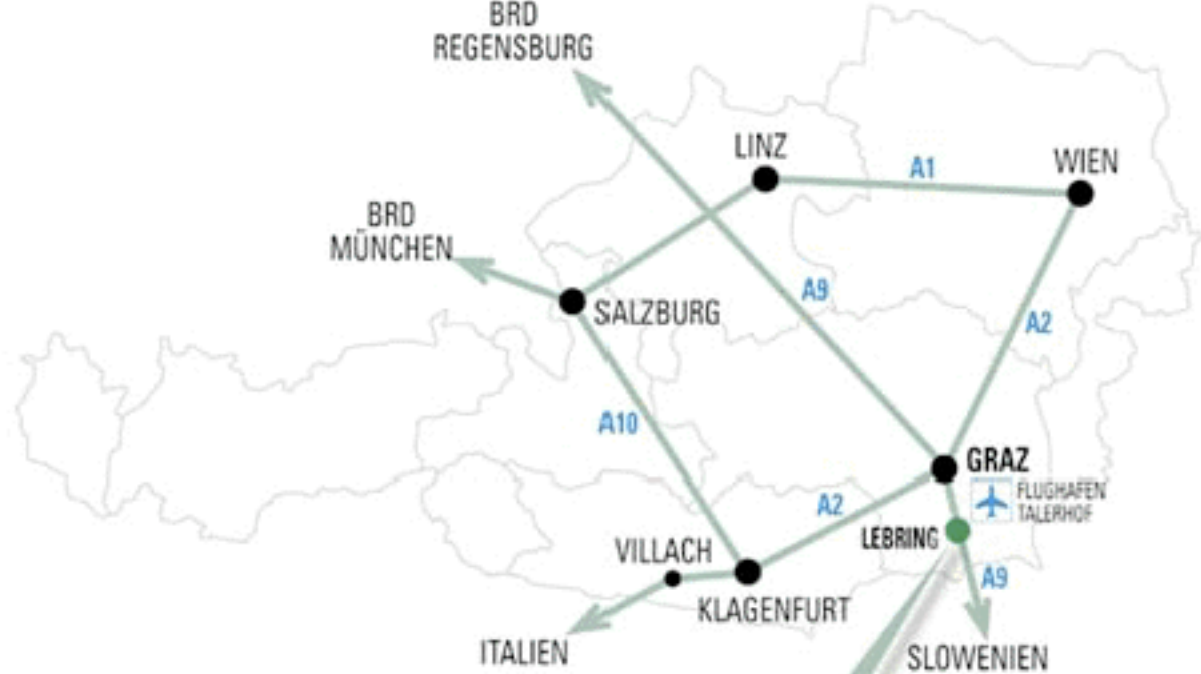 BRD
REGENSBURG
LINZ
A1
WIEN
BRD
MÜNCHEN
SALZBURG
A9
A2
A10
GRAZ
FLUGHAFEN
TALERHOF
A2
LEBRING
VILLACH
A9
KLAGENFURT
ITALIEN
SLOWENIEN